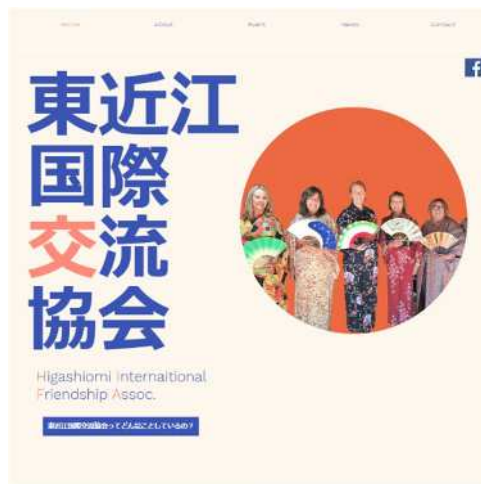 ABOUT
東近江
国際
交流
協会
Higashiomi Internaitional
Friendship Assoc.
東近江国際交流協会ってどんなことしているの？